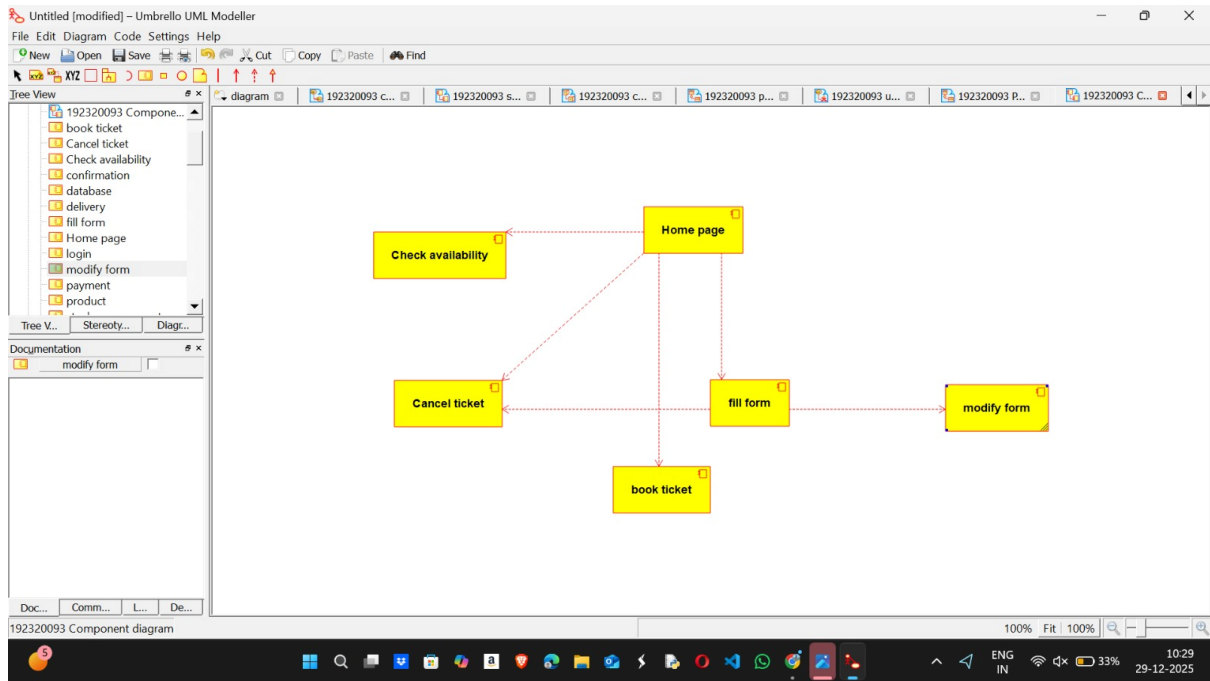 Untitled [modified] – Umbrello UML Modeller
File Edit Diagram Code Settings Help
New Open Save Cut Copy Paste Find
XYZ
Tree View
diagram 192320093 c... 192320093 s... 192320093 c... 192320093 p... 192320093 u... 192320093 P... 192320093 C...
192320093 Compone...
book ticket
Cancel ticket
Check availability
confirmation
database
delivery
fill form
Home page
login
modify form
payment
product
Tree V... Stereoty... Diagr...
Documentation
modify form
Home page
Check availability
Cancel ticket
fill form
modify form
book ticket
Doc... Comm... L... De...
192320093 Component diagram
100% Fit 100%
5
a
ENG
IN
33%
10:29
29-12-2025